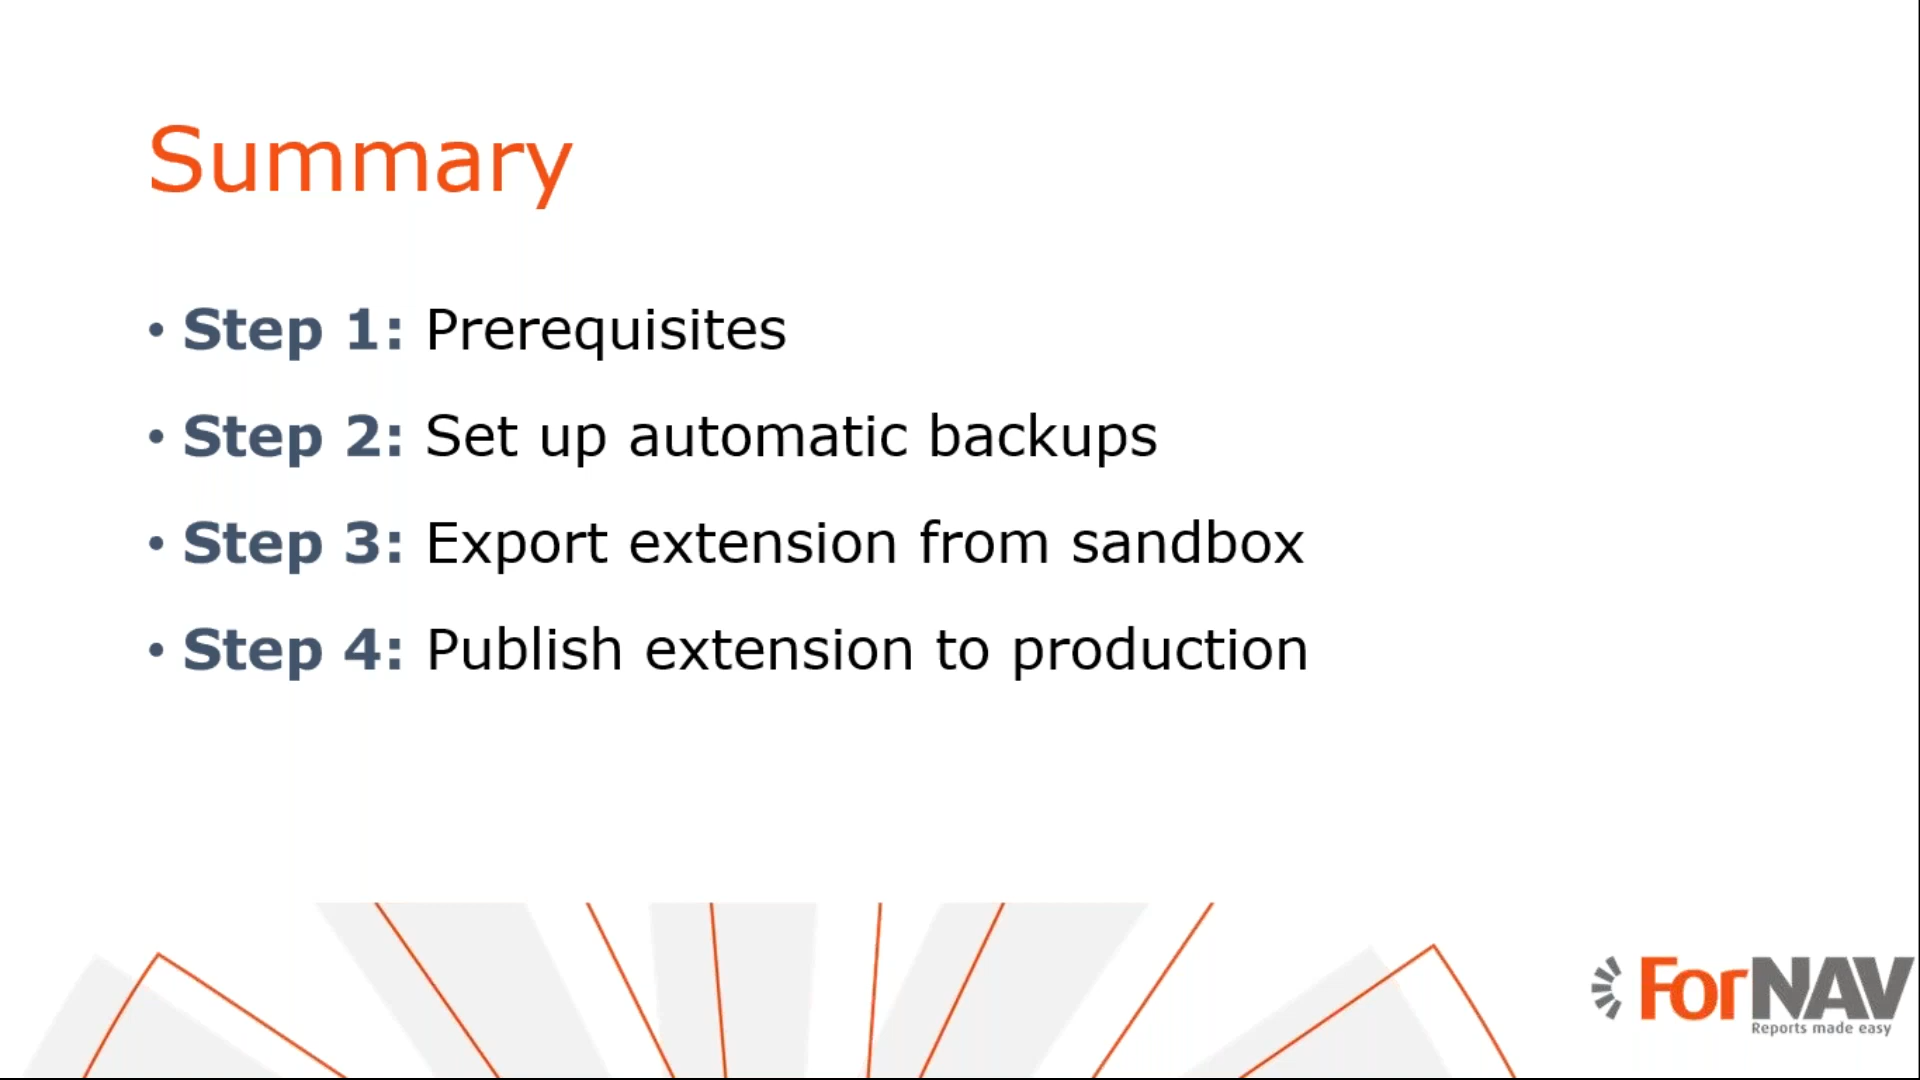 Summary
• Step 1: Prerequisites
• Step 2: Set up automatic backups
• Step 3: Export extension from sandbox
• Step 4: Publish extension to production
ForNAV
Reports made easy